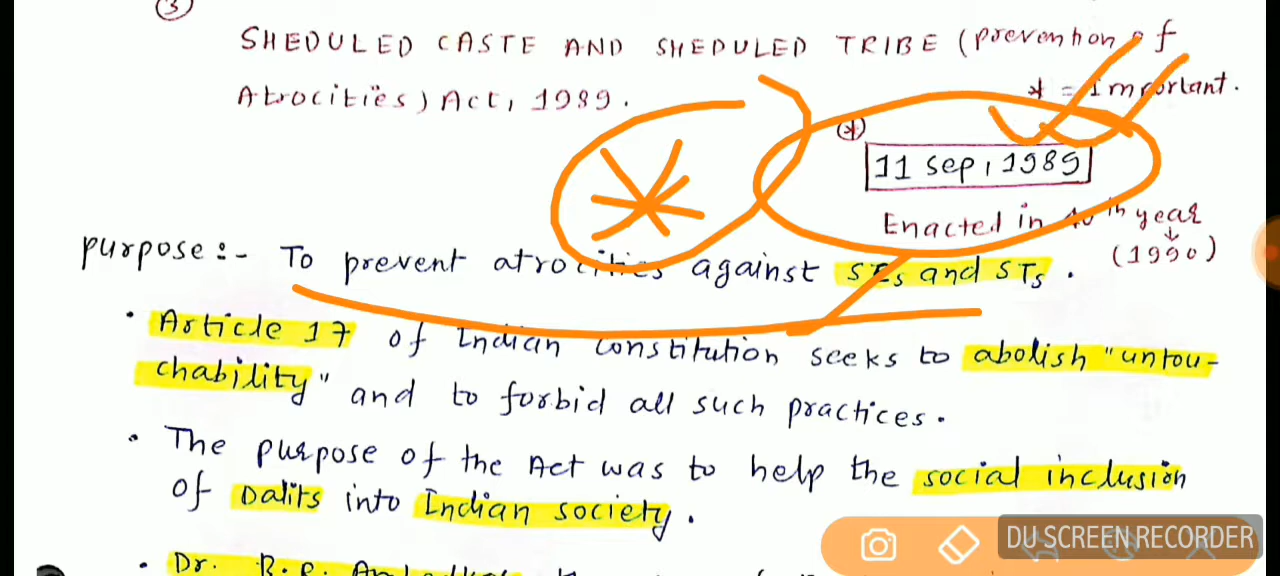 3
SHEDULED CASTE AND SHEDULED TRIBE (prevention of
Atrocities) Act, 1989.
* = Important.
(*)
11 sep, 1989
Enacted in 40th year
(1990)
purpose:- To prevent atrocities against SCs and STs.
• Article 17 of Indian constitution seeks to abolish "untou-
chability" and to forbid all such practices.
• The purpose of the Act was to help the social inclusion
of Dalits into Indian society.
• Dr. B.R.
DU SCREEN RECORDER